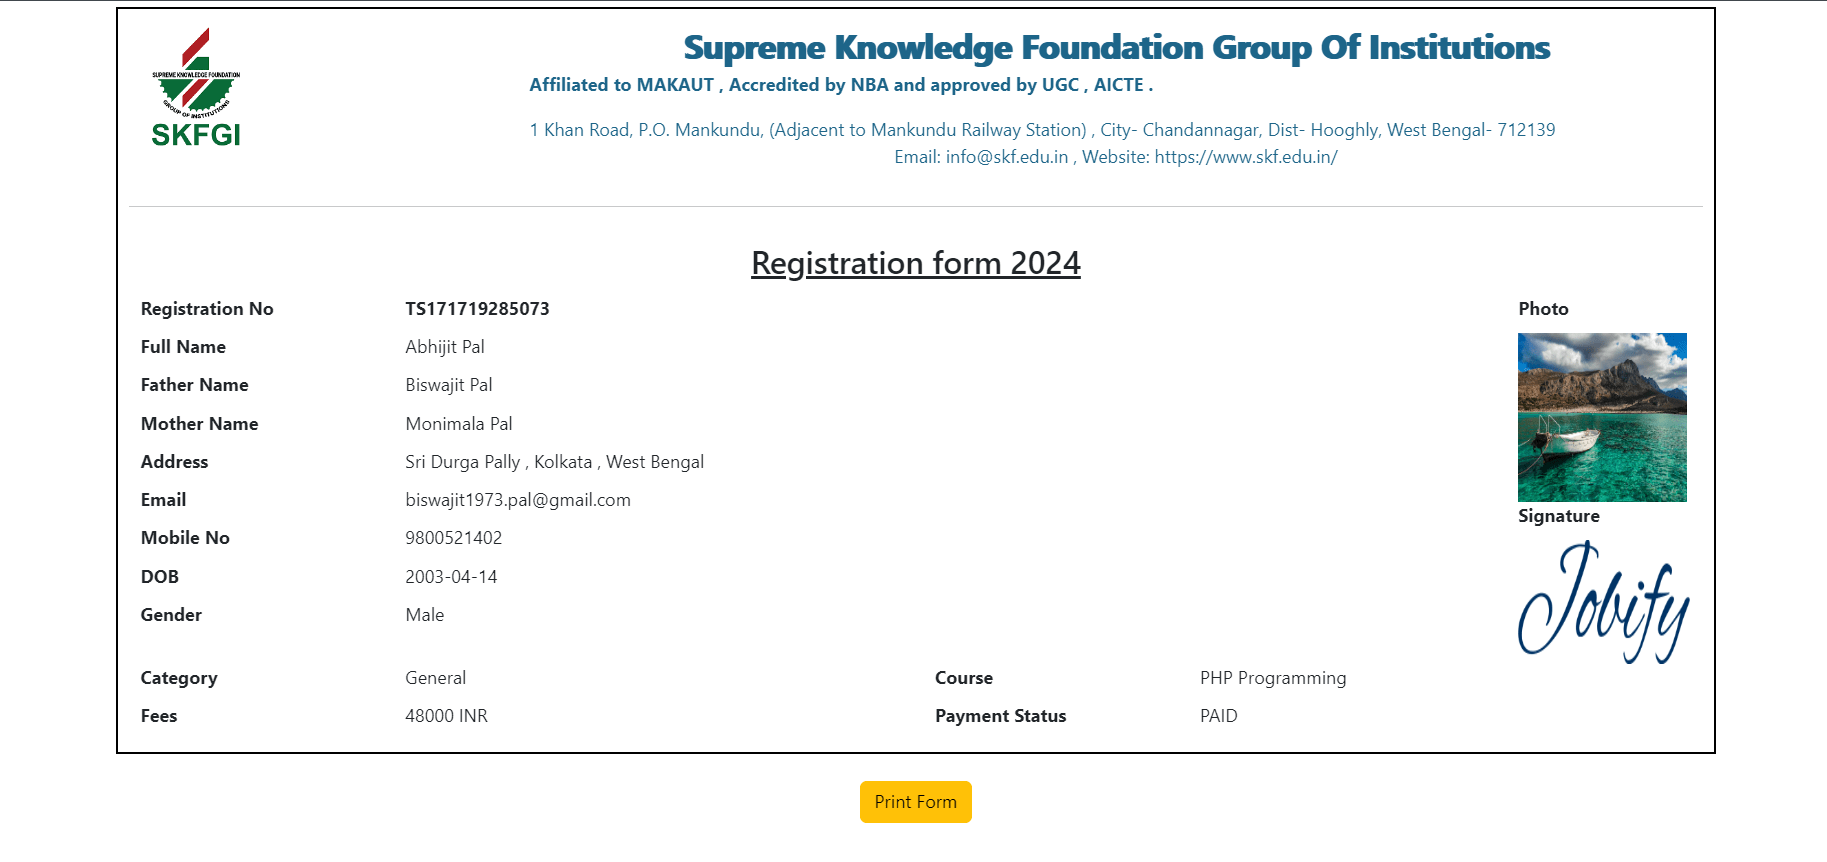 SUPREME KNOWLEDGE FOUNDATION
GROUP OF INSTITUTIONS
SKFGI
Supreme Knowledge Foundation Group Of Institutions
Affiliated to MAKAUT , Accredited by NBA and approved by UGC , AICTE .
1 Khan Road, P.O. Mankundu, (Adjacent to Mankundu Railway Station) , City- Chandannagar, Dist- Hooghly, West Bengal- 712139
Email: info@skf.edu.in , Website: https://www.skf.edu.in/
Registration form 2024
Registration No TS171719285073
Full Name Abhijit Pal
Father Name Biswajit Pal
Mother Name Monimala Pal
Address Sri Durga Pally , Kolkata , West Bengal
Email biswajit1973.pal@gmail.com
Mobile No 9800521402
DOB 2003-04-14
Gender Male
Photo
Signature
Jobify
Category General Course PHP Programming
Fees 48000 INR Payment Status PAID
Print Form